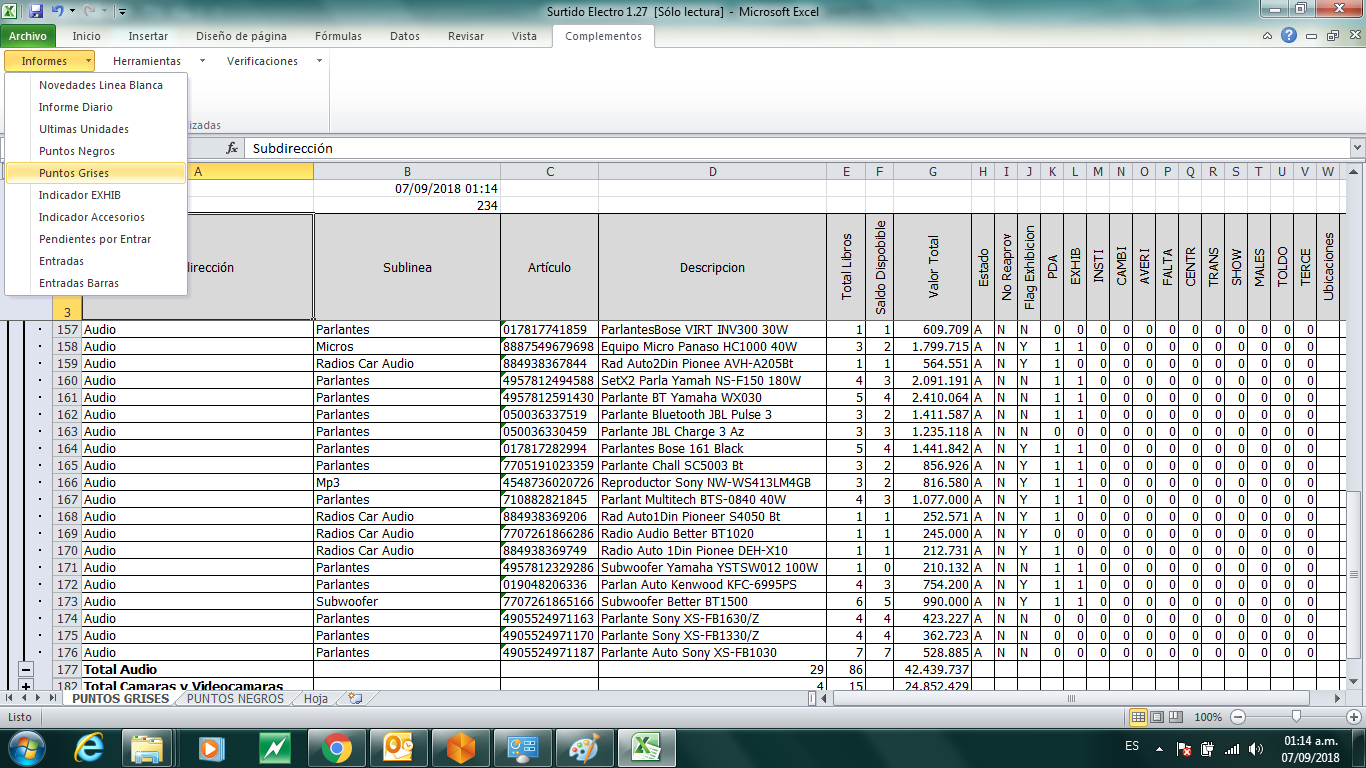 Surtido Electro 1.27 [Sólo lectura] - Microsoft Excel
Archivo Inicio Insertar Diseño de página Fórmulas Datos Revisar Vista Complementos
Informes Herramientas Verificaciones
Novedades Linea Blanca
Informe Diario
Ultimas Unidades
izadas
Puntos Negros
fx Subdirección
Puntos Grises
Indicador EXHIB
Indicador Accesorios
Pendientes por Entrar
Entradas
Entradas Barras
A B C D E F G H I J K L M N O P Q R S T U V W
07/09/2018 01:14
234
3 irección Sublinea Artículo Descripcion Total Libros Saldo Dispobible Valor Total Estado No Reaprov Flag Exhibicion PDA EXHIB INSTI CAMBI AVERI FALTA CENTR TRANS SHOW MALES TOLDO TERCE Ubicaciones
157 Audio Parlantes 017817741859 ParlantesBose VIRT INV300 30W 1 1 609.709 A N N 0 0 0 0 0 0 0 0 0 0 0 0
158 Audio Micros 8887549679698 Equipo Micro Panaso HC1000 40W 3 2 1.799.715 A N Y 1 1 0 0 0 0 0 0 0 0 0 0
159 Audio Radios Car Audio 884938367844 Rad Auto2Din Pionee AVH-A205Bt 1 1 564.551 A N Y 1 0 0 0 0 0 0 0 0 0 0 0
160 Audio Parlantes 4957812494588 SetX2 Parla Yamah NS-F150 180W 4 3 2.091.191 A N N 1 1 0 0 0 0 0 0 0 0 0 0
161 Audio Parlantes 4957812591430 Parlante BT Yamaha WX030 5 4 2.410.064 A N N 1 1 0 0 0 0 0 0 0 0 0 0
162 Audio Parlantes 050036337519 Parlante Bluetooth JBL Pulse 3 3 2 1.411.587 A N N 1 1 0 0 0 0 0 0 0 0 0 0
163 Audio Parlantes 050036330459 Parlante JBL Charge 3 Az 3 3 1.235.118 A N N 0 0 0 0 0 0 0 0 0 0 0 0
164 Audio Parlantes 017817282994 Parlantes Bose 161 Black 5 4 1.441.842 A N Y 1 1 0 0 0 0 0 0 0 0 0 0
165 Audio Parlantes 7705191023359 Parlante Chall SC5003 Bt 3 2 856.926 A N Y 1 1 0 0 0 0 0 0 0 0 0 0
166 Audio Mp3 4548736020726 Reproductor Sony NW-WS413LM4GB 3 2 816.580 A N Y 1 1 0 0 0 0 0 0 0 0 0 0
167 Audio Parlantes 710882821845 Parlant Multitech BTS-0840 40W 4 3 1.077.000 A N Y 1 1 0 0 0 0 0 0 0 0 0 0
168 Audio Radios Car Audio 884938369206 Rad Auto1Din Pioneer S4050 Bt 1 1 252.571 A N Y 1 0 0 0 0 0 0 0 0 0 0 0
169 Audio Radios Car Audio 7707261866286 Radio Audio Better BT1020 1 1 245.000 A N Y 0 0 0 0 0 0 0 0 0 0 0 0
170 Audio Radios Car Audio 884938369749 Radio Auto 1Din Pionee DEH-X10 1 1 212.731 A N Y 1 0 0 0 0 0 0 0 0 0 0 0
171 Audio Parlantes 4957812329286 Subwoofer Yamaha YSTSW012 100W 1 0 210.132 A N N 1 1 0 0 0 0 0 0 0 0 0 0
172 Audio Parlantes 019048206336 Parlan Auto Kenwood KFC-6995PS 4 3 754.200 A N Y 1 1 0 0 0 0 0 0 0 0 0 0
173 Audio Subwoofer 7707261865166 Subwoofer Better BT1500 6 5 990.000 A N Y 1 1 0 0 0 0 0 0 0 0 0 0
174 Audio Parlantes 4905524971163 Parlante Sony XS-FB1630/Z 4 4 423.227 A N N 0 0 0 0 0 0 0 0 0 0 0 0
175 Audio Parlantes 4905524971170 Parlante Sony XS-FB1330/Z 4 4 362.723 A N N 0 0 0 0 0 0 0 0 0 0 0 0
176 Audio Parlantes 4905524971187 Parlante Auto Sony XS-FB1030 7 7 528.885 A N N 0 0 0 0 0 0 0 0 0 0 0 0
177 Total Audio 29 86 42.439.737
182 Total Camaras y Videocamaras 4 15 24.852.429
PUNTOS GRISES PUNTOS NEGROS Hoja
Listo 100%
ES 01:14 a.m.
07/09/2018